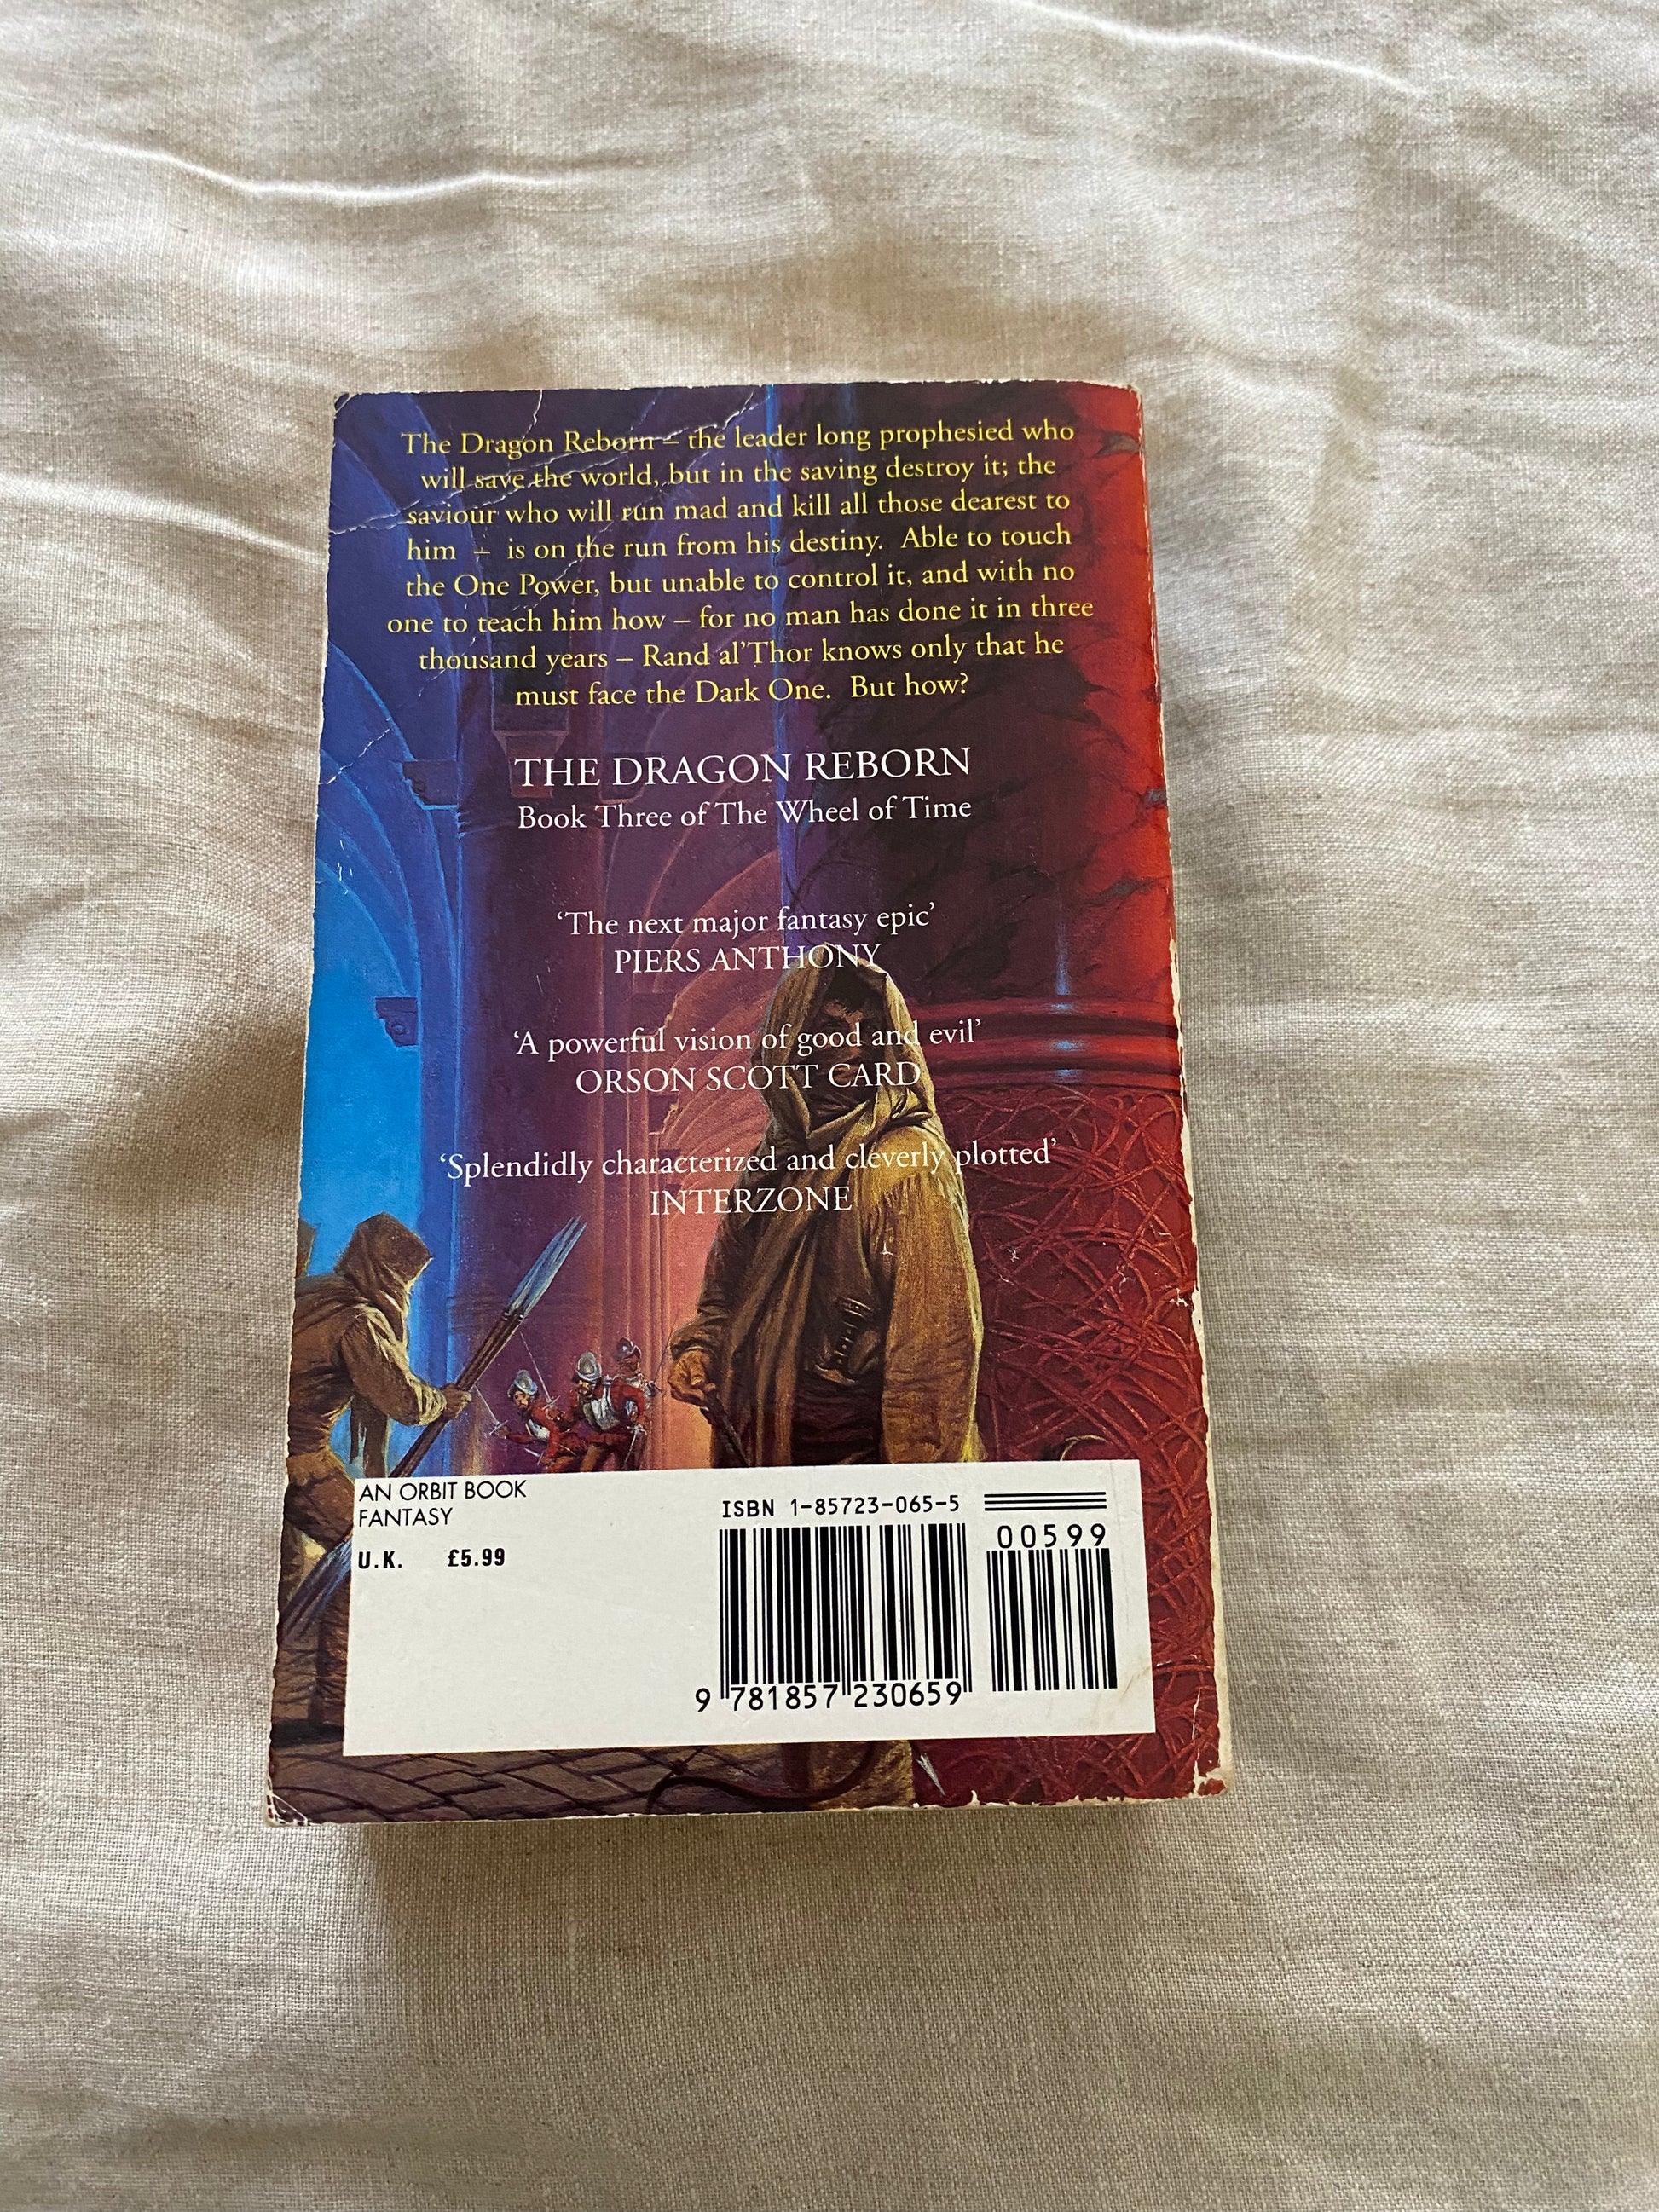 The Dragon Reborn – the leader long prophesied who
will save the world, but in the saving destroy it; the
saviour who will run mad and kill all those dearest to
him – is on the run from his destiny. Able to touch
the One Power, but unable to control it, and with no
one to teach him how – for no man has done it in three
thousand years – Rand al'Thor knows only that he
must face the Dark One. But how?
THE DRAGON REBORN
Book Three of The Wheel of Time
‘The next major fantasy epic’
PIERS ANTHONY
‘A powerful vision of good and evil’
ORSON SCOTT CARD
‘Splendidly characterized and cleverly plotted’
INTERZONE
AN ORBIT BOOK
FANTASY
U.K. £5.99
ISBN 1-85723-065-5
00599
9 781857 230659